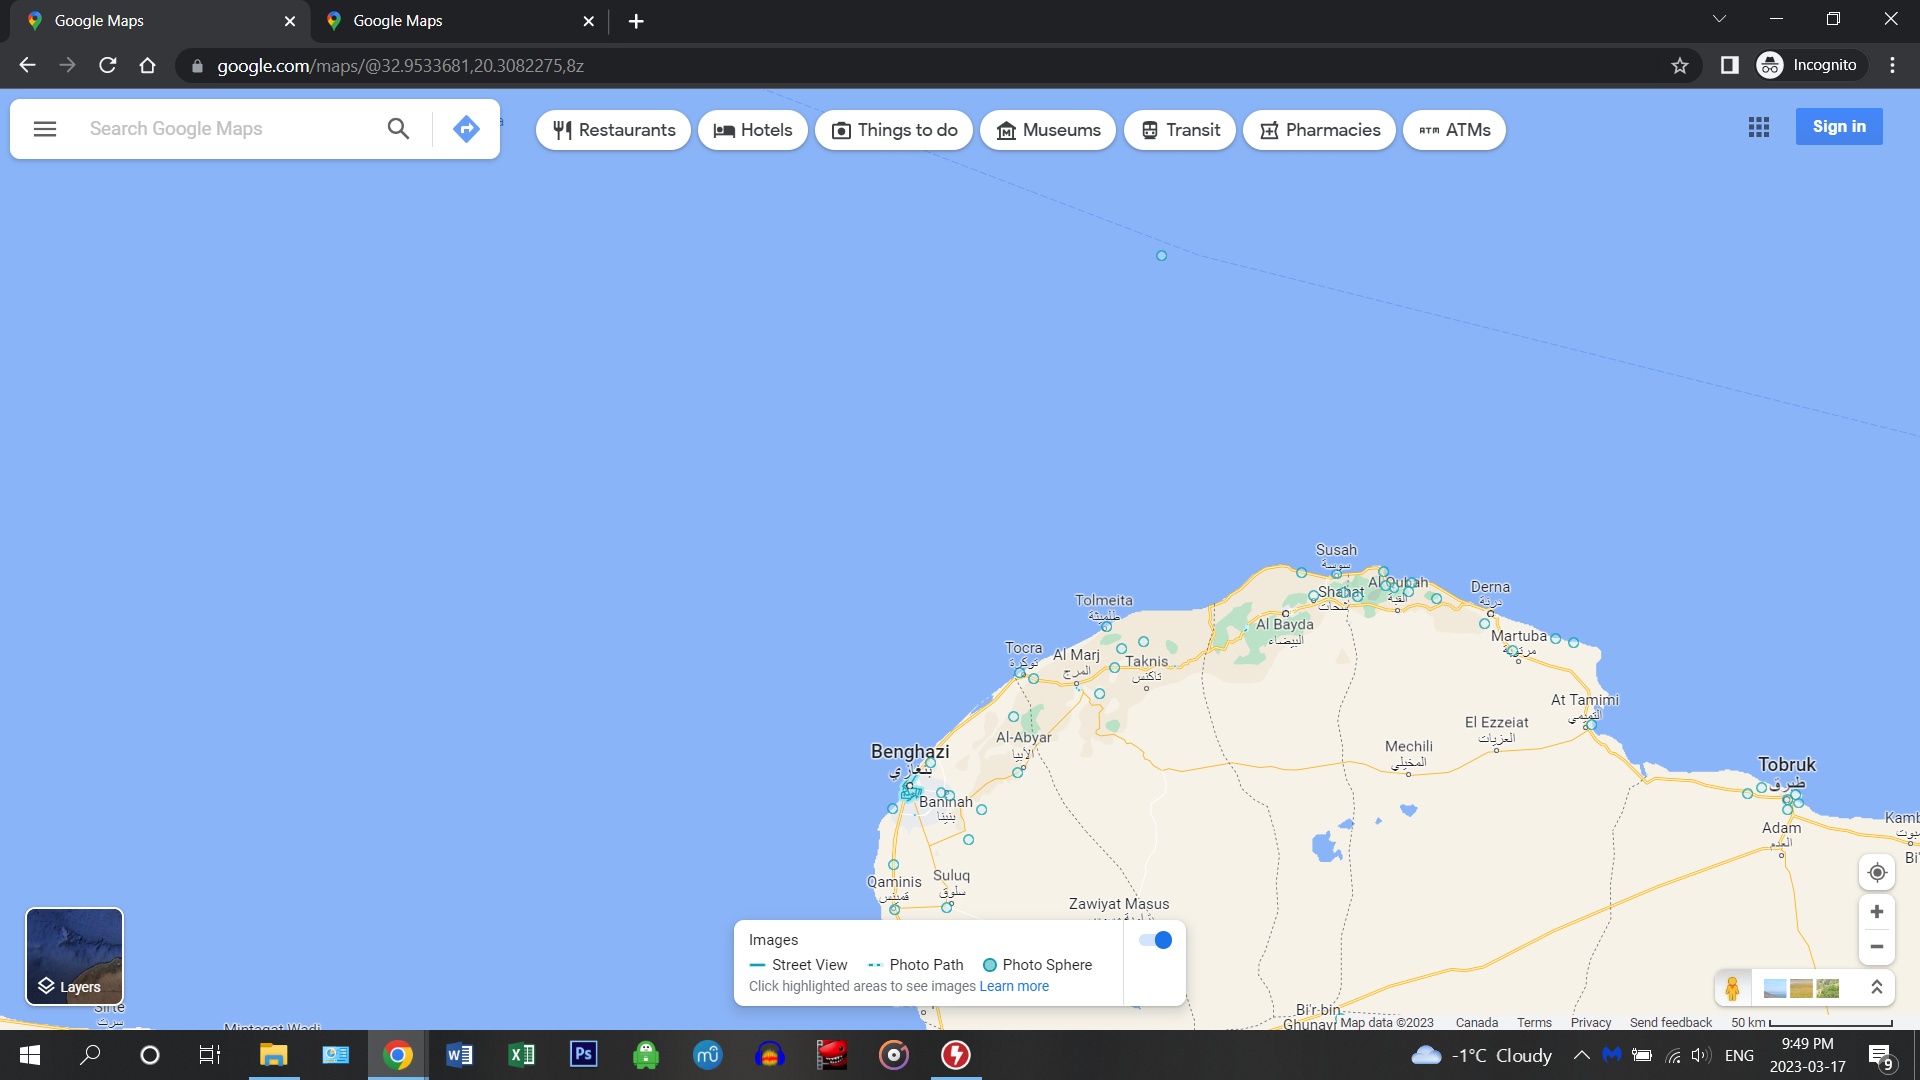 Google Maps
Google Maps
google.com/maps/@32.9533681,20.3082275,8z
Incognito
Search Google Maps
Restaurants
Hotels
Things to do
Museums
Transit
Pharmacies
ATM ATMs
Sign in
Susah
سوسة
Shahat
شحات
Al Qubah
القبة
Derna
درنة
Tolmeita
طلميثة
Al Bayda
البيضاء
Martuba
مرتوبة
Tocra
توكرة
Al Marj
المرج
Taknis
تاكنس
At Tamimi
التميمي
El Ezzeiat
العزيات
Al-Abyar
الأبيا
Mechili
المخيلي
Benghazi
بنغازي
Tobruk
طبرق
Baninah
بنينا
Adam
العدم
Kamb
Bi'
Qaminis
قمينس
Suluq
سلوق
Zawiyat Masus
Images
Street View
Photo Path
Photo Sphere
Click highlighted areas to see images Learn more
Layers
Sirte
سرت
Mintaqat Wadi
Bi'r-bin
Ghunayi
Map data ©2023
Canada
Terms
Privacy
Send feedback
50 km
W
X
Ps
-1°C Cloudy
ENG
9:49 PM
2023-03-17
9